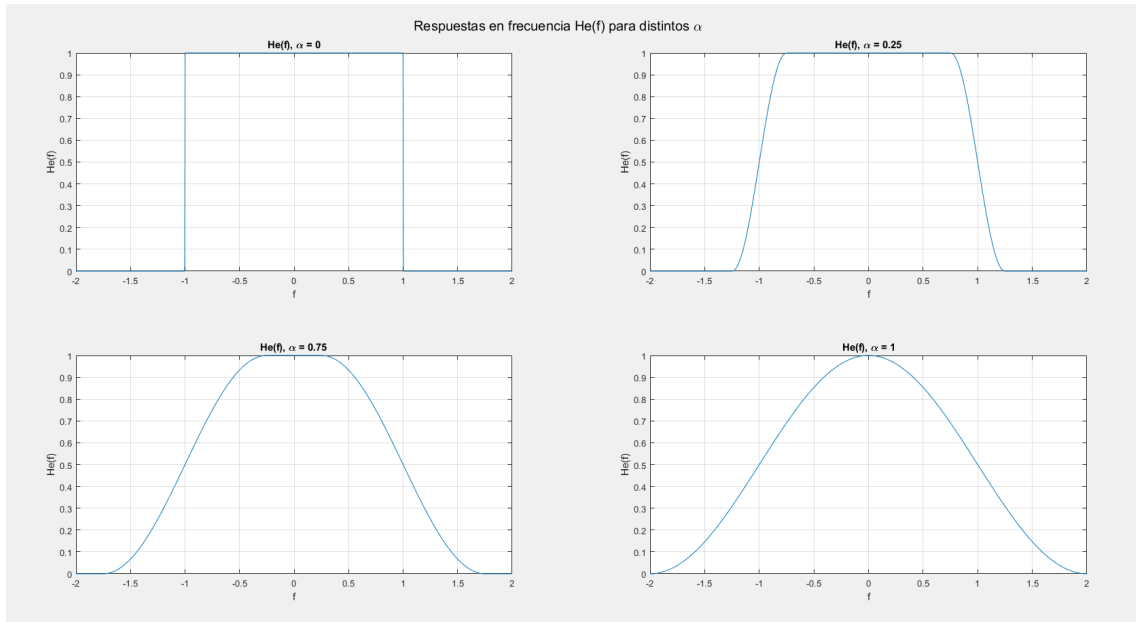 Respuestas en frecuencia He(f) para distintos α
He(f), α = 0
1
0.9
0.8
0.7
0.6
0.5
0.4
0.3
0.2
0.1
0
He(f)
-2 -1.5 -1 -0.5 0 0.5 1 1.5 2
f
He(f), α = 0.25
1
0.9
0.8
0.7
0.6
0.5
0.4
0.3
0.2
0.1
0
He(f)
-2 -1.5 -1 -0.5 0 0.5 1 1.5 2
f
He(f), α = 0.75
1
0.9
0.8
0.7
0.6
0.5
0.4
0.3
0.2
0.1
0
He(f)
-2 -1.5 -1 -0.5 0 0.5 1 1.5 2
f
He(f), α = 1
1
0.9
0.8
0.7
0.6
0.5
0.4
0.3
0.2
0.1
0
He(f)
-2 -1.5 -1 -0.5 0 0.5 1 1.5 2
f